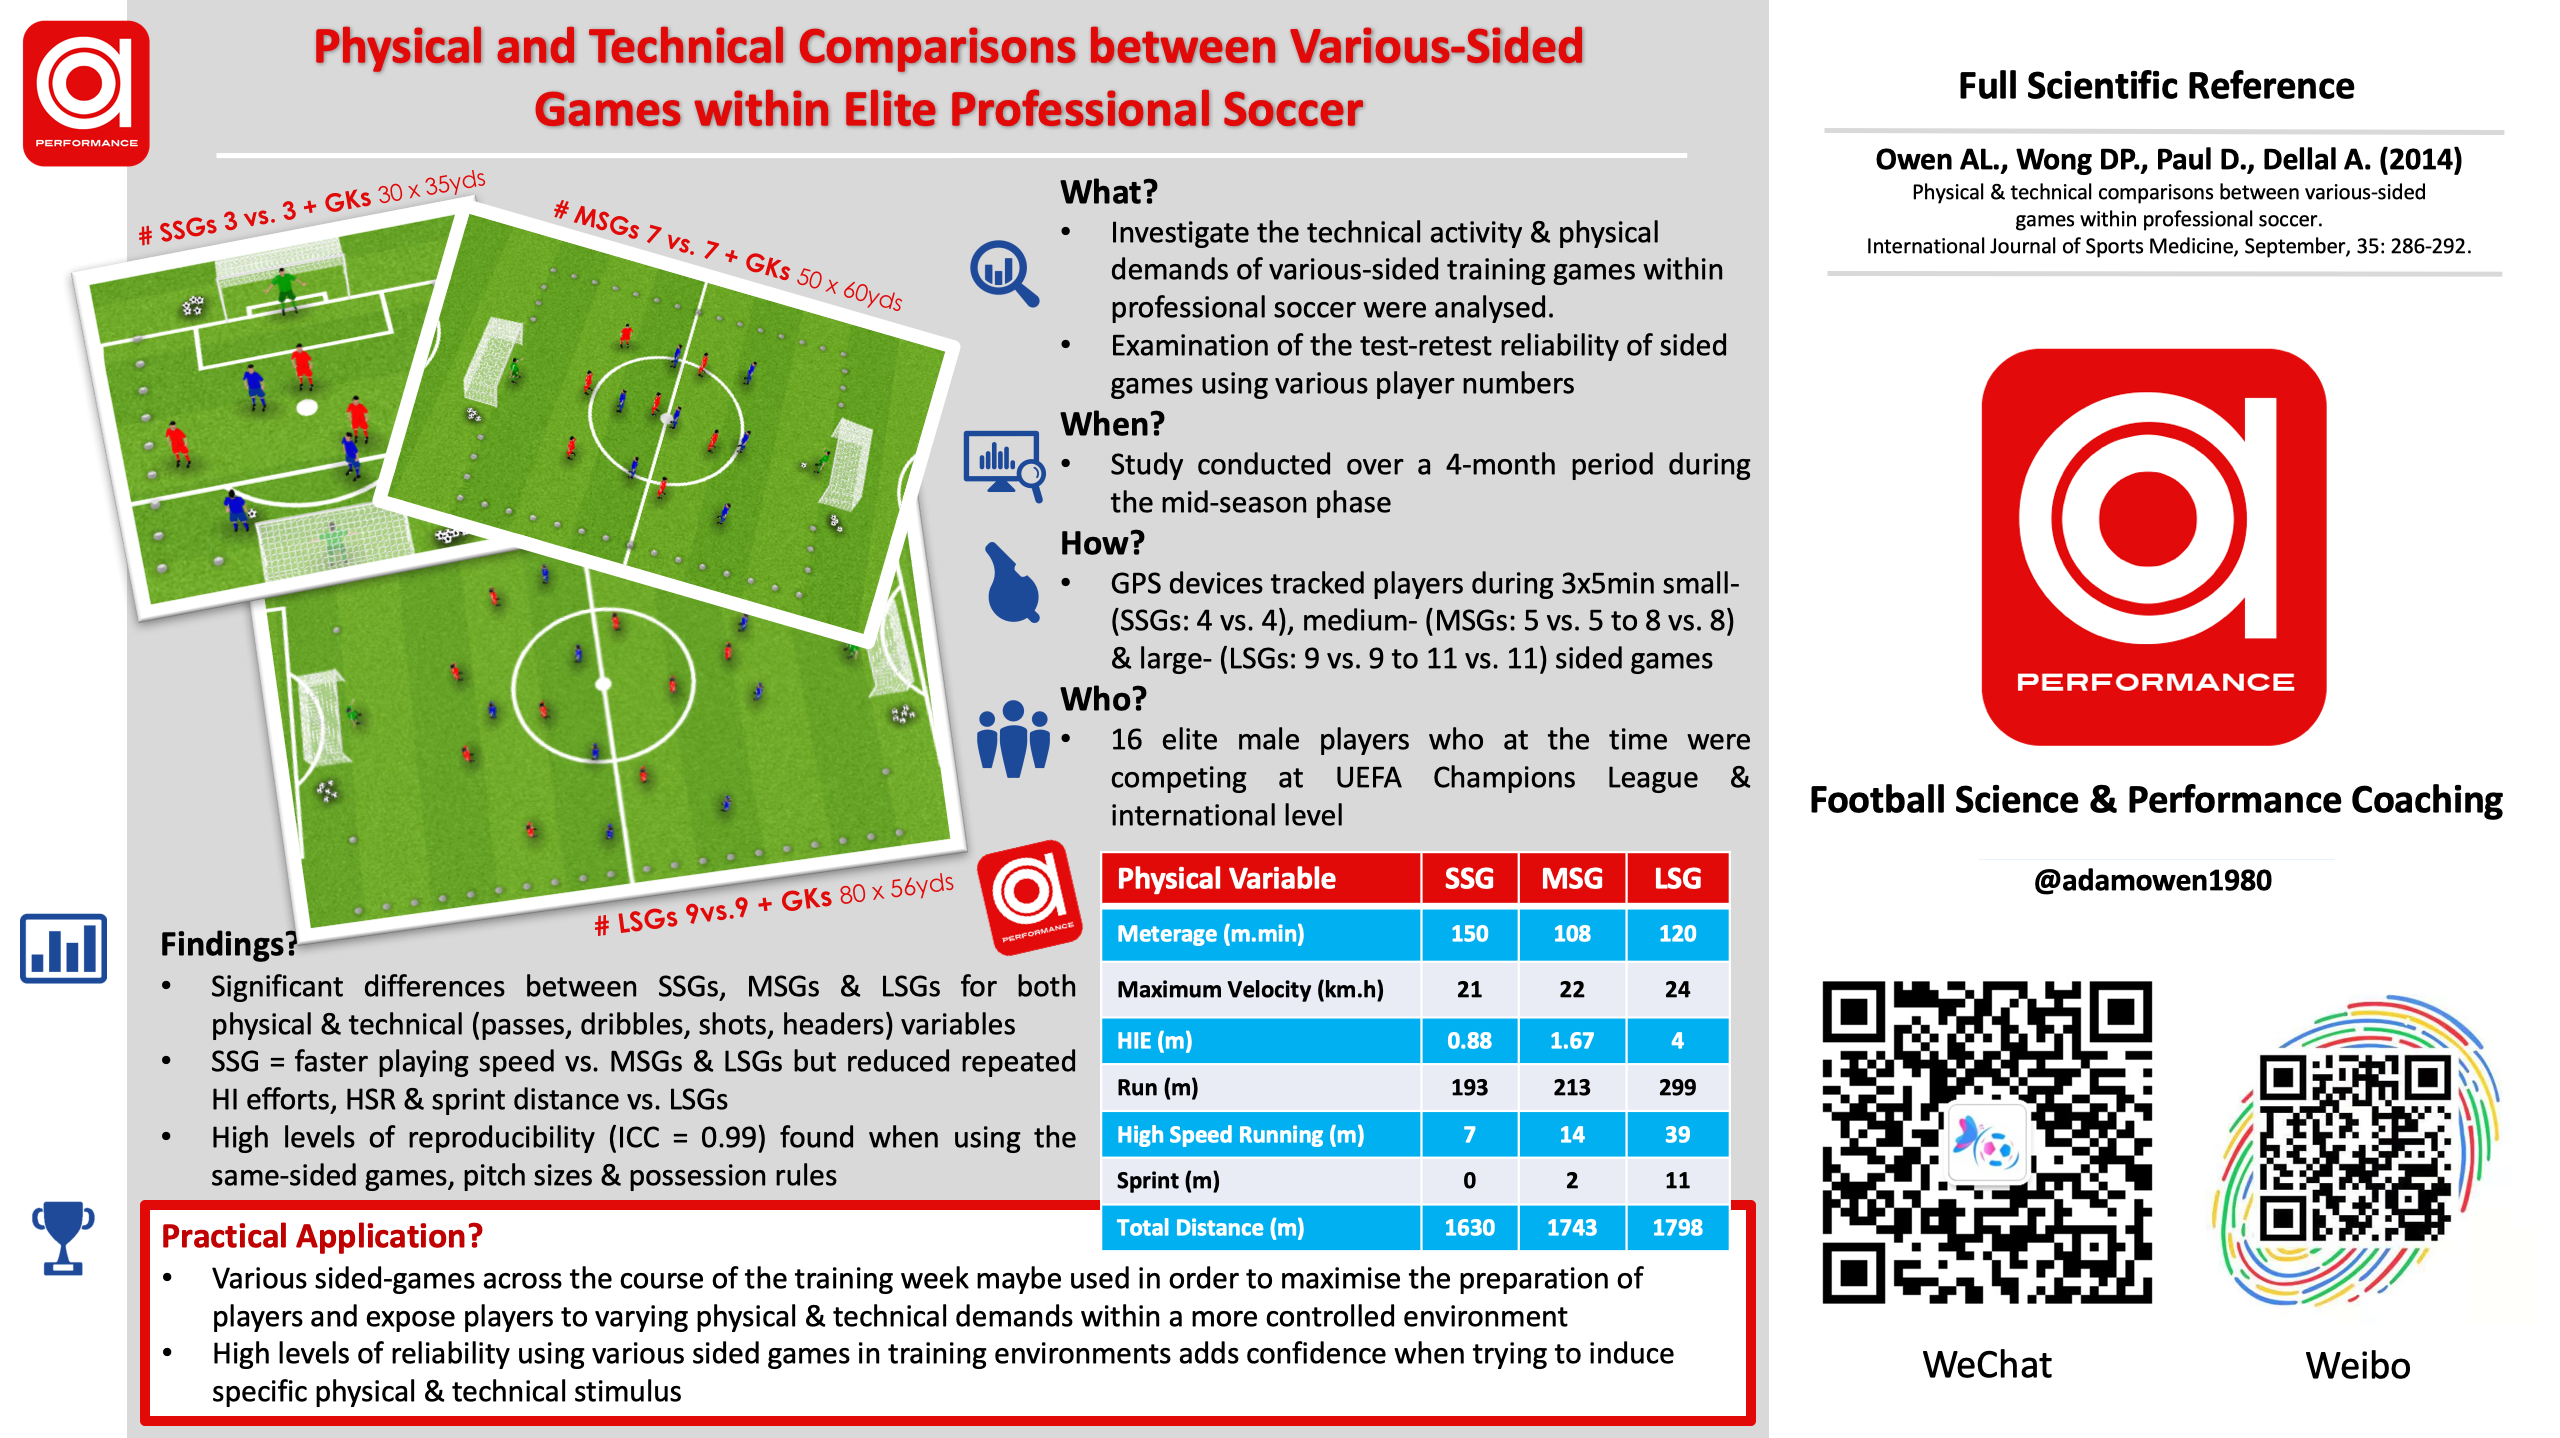 Physical and Technical Comparisons between Various-Sided
Games within Elite Professional Soccer
PERFORMANCE
# SSGs 3 vs. 3 + GKs 30 x 35yds
# MSGs 7 vs. 7 + GKs 50 x 60yds
# LSGs 9vs.9 + GKs 80 x 56yds
What?
• Investigate the technical activity & physical
demands of various-sided training games within
professional soccer were analysed.
• Examination of the test-retest reliability of sided
games using various player numbers
When?
• Study conducted over a 4-month period during
the mid-season phase
How?
• GPS devices tracked players during 3x5min small-
(SSGs: 4 vs. 4), medium- (MSGs: 5 vs. 5 to 8 vs. 8)
& large- (LSGs: 9 vs. 9 to 11 vs. 11) sided games
Who?
• 16 elite male players who at the time were
competing at UEFA Champions League &
international level
PERFORMANCE
Physical Variable SSG MSG LSG
Meterage (m.min) 150 108 120
Maximum Velocity (km.h) 21 22 24
HIE (m) 0.88 1.67 4
Run (m) 193 213 299
High Speed Running (m) 7 14 39
Sprint (m) 0 2 11
Total Distance (m) 1630 1743 1798
Findings?
• Significant differences between SSGs, MSGs & LSGs for both
physical & technical (passes, dribbles, shots, headers) variables
• SSG = faster playing speed vs. MSGs & LSGs but reduced repeated
HI efforts, HSR & sprint distance vs. LSGs
• High levels of reproducibility (ICC = 0.99) found when using the
same-sided games, pitch sizes & possession rules
Practical Application?
• Various sided-games across the course of the training week maybe used in order to maximise the preparation of
players and expose players to varying physical & technical demands within a more controlled environment
• High levels of reliability using various sided games in training environments adds confidence when trying to induce
specific physical & technical stimulus
Full Scientific Reference
Owen AL., Wong DP., Paul D., Dellal A. (2014)
Physical & technical comparisons between various-sided
games within professional soccer.
International Journal of Sports Medicine, September, 35: 286-292.
PERFORMANCE
Football Science & Performance Coaching
@adamowen1980
WeChat
Weibo